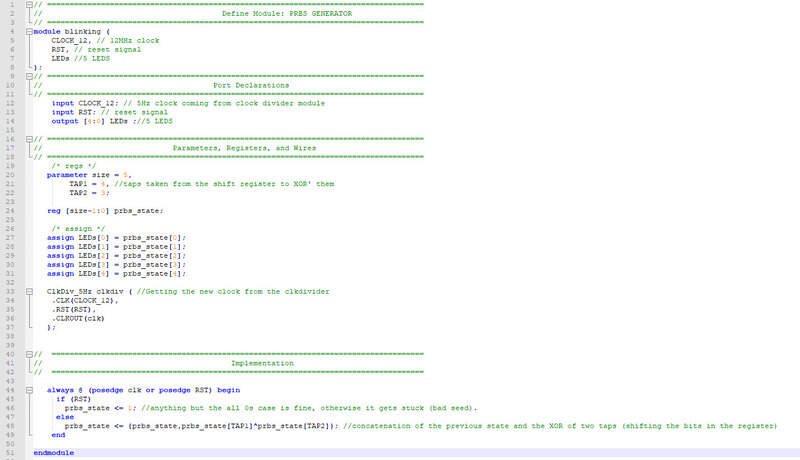 1 // ================================================================================
2 // Define Module: PRBS GENERATOR
3 // ================================================================================
4 module blinking (
5 CLOCK_12, // 12MHz clock
6 RST, // reset signal
7 LEDs //5 LEDS
8 );
9 // ================================================================================
10 // Port Declarations
11 // ================================================================================
12 input CLOCK_12; // 5Hz clock coming from clock divider module
13 input RST; // reset signal
14 output [4:0] LEDs ;//5 LEDS
15
16 // ================================================================================
17 // Parameters, Registers, and Wires
18 // ================================================================================
19 /* regs */
20 parameter size = 5,
21 TAP1 = 4, //taps taken from the shift register to XOR' them
22 TAP2 = 3;
23
24 reg [size-1:0] prbs_state;
25
26 /* assign */
27 assign LEDs[0] = prbs_state[0];
28 assign LEDs[1] = prbs_state[1];
29 assign LEDs[2] = prbs_state[2];
30 assign LEDs[3] = prbs_state[3];
31 assign LEDs[4] = prbs_state[4];
32
33 ClkDiv_5Hz clkdiv ( //Getting the new clock from the clkdivider
34 .CLK(CLOCK_12),
35 .RST(RST),
36 .CLKOUT(clk)
37 );
38
39
40 // ================================================================================
41 // Implementation
42 // ================================================================================
43
44 always @ (posedge clk or posedge RST) begin
45 if (RST)
46 prbs_state <= 1; //anything but the all 0s case is fine, otherwise it gets stuck (bad seed).
47 else
48 prbs_state <= {prbs_state,prbs_state[TAP1]^prbs_state[TAP2]}; //concatenation of the previous state and the XOR of two taps (shifting the bits in the register)
49 end
50
51 endmodule